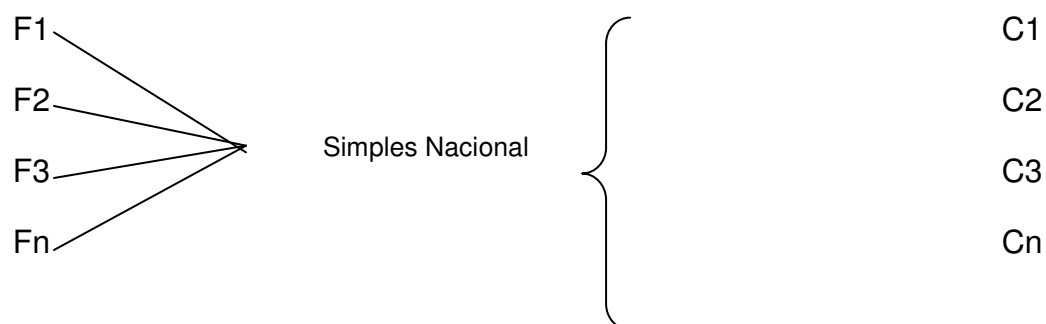 F1
F2
F3
Fn
Simples Nacional
C1
C2
C3
Cn